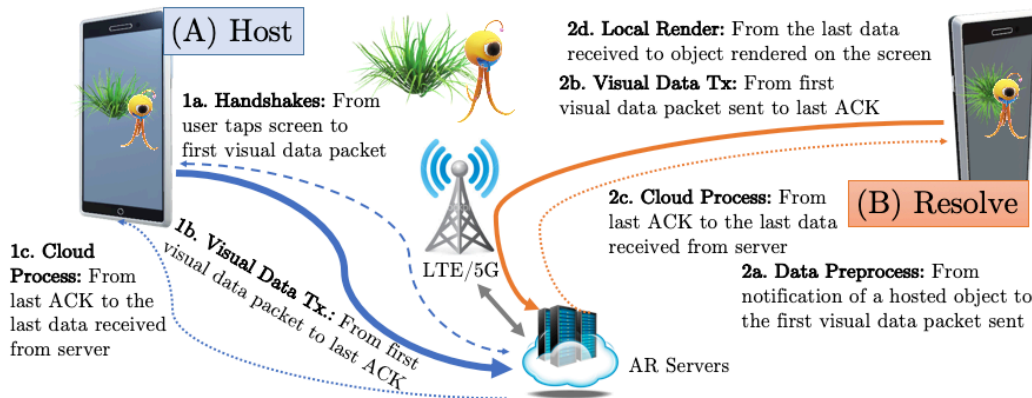 (A) Host
1a. Handshakes: From
user taps screen to
first visual data packet
1b. Visual Data Tx.: From first
visual data packet to last ACK
1c. Cloud
Process: From
last ACK to the
last data received
from server
LTE/5G
AR Servers
2d. Local Render: From the last data
received to object rendered on the screen
2b. Visual Data Tx: From first
visual data packet sent to last ACK
2c. Cloud Process: From
last ACK to the last data
received from server
(B) Resolve
2a. Data Preprocess: From
notification of a hosted object to
the first visual data packet sent